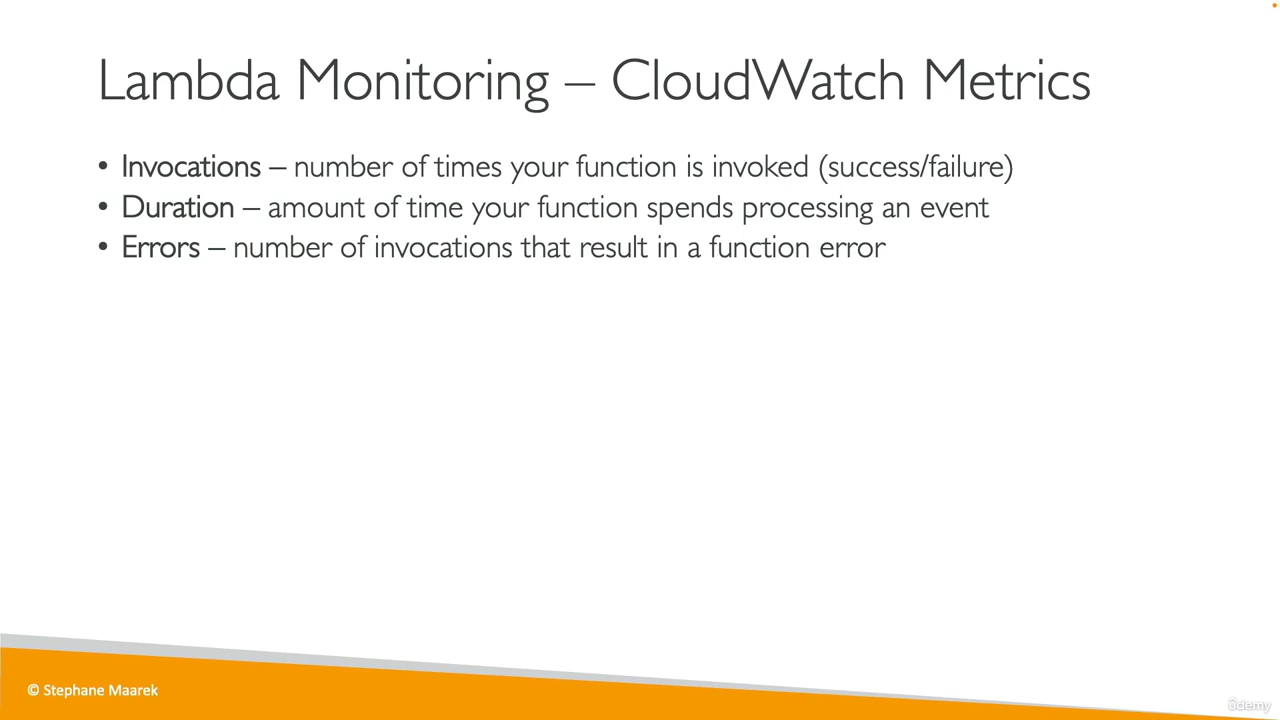 Lambda Monitoring – CloudWatch Metrics
• Invocations – number of times your function is invoked (success/failure)
• Duration – amount of time your function spends processing an event
• Errors – number of invocations that result in a function error
© Stephane Maarek
ûdemy